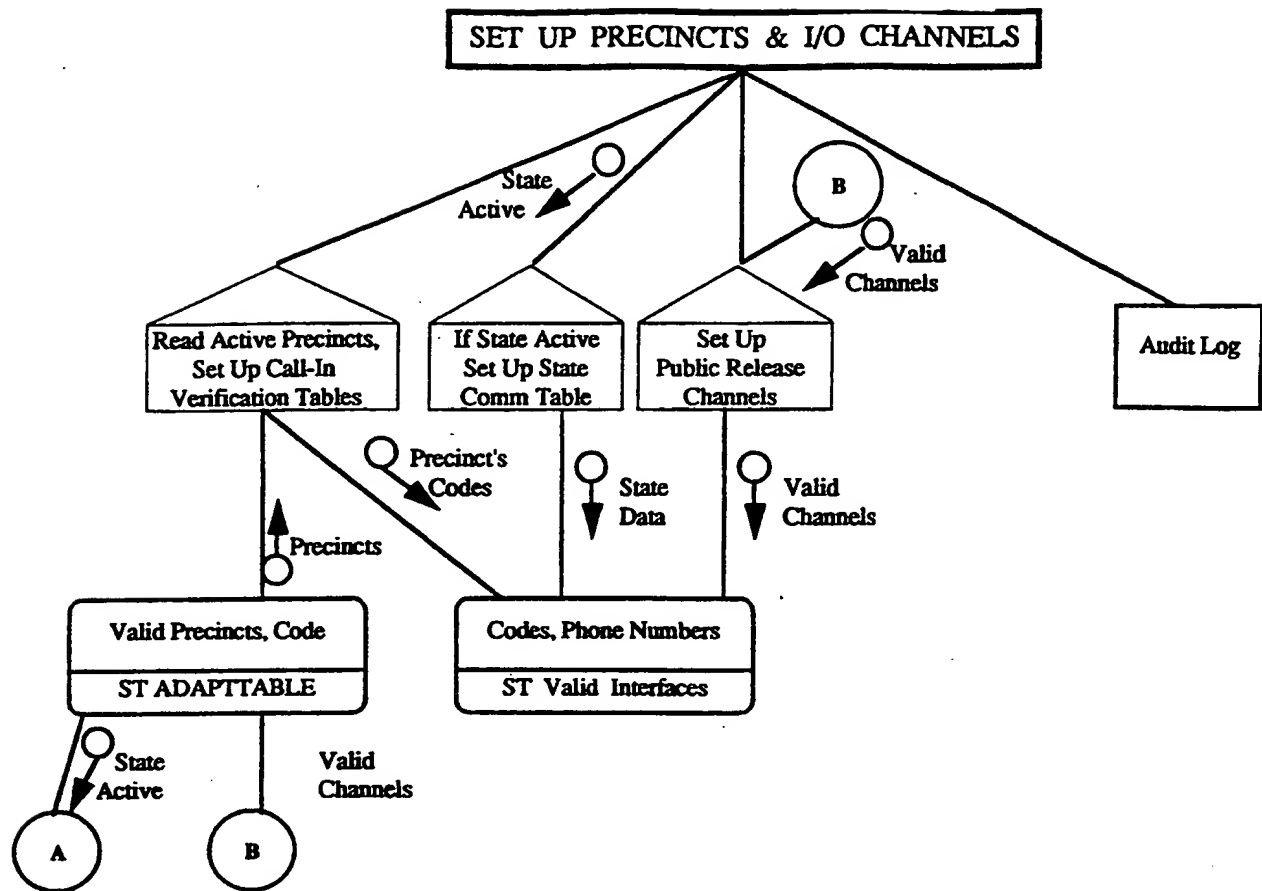 SET UP PRECINCTS & I/O CHANNELS
State
Active
B
Valid
Channels
Read Active Precincts,
Set Up Call-In
Verification Tables
If State Active
Set Up State
Comm Table
Set Up
Public Release
Channels
Audit Log
Precinct's
Codes
State
Data
Valid
Channels
Precincts
Valid Precincts, Code
ST ADAPTTABLE
Codes, Phone Numbers
ST Valid Interfaces
State
Active
Valid
Channels
A
B